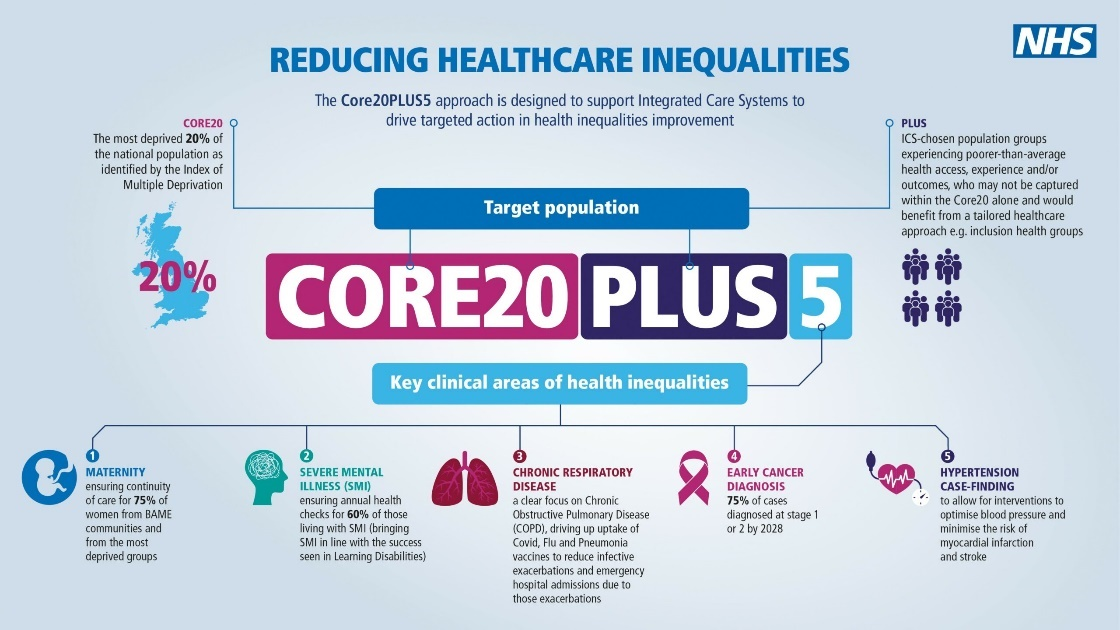 NHS
REDUCING HEALTHCARE INEQUALITIES
The Core20PLUS5 approach is designed to support Integrated Care Systems to
drive targeted action in health inequalities improvement
CORE20
The most deprived 20% of
the national population as
identified by the Index of
Multiple Deprivation
20%
PLUS
ICS-chosen population groups
experiencing poorer-than-average
health access, experience and/or
outcomes, who may not be captured
within the Core20 alone and would
benefit from a tailored healthcare
approach e.g. inclusion health groups
Target population
CORE20 PLUS 5
Key clinical areas of health inequalities
1
MATERNITY
ensuring continuity
of care for 75% of
women from BAME
communities and
from the most
deprived groups
2
SEVERE MENTAL
ILLNESS (SMI)
ensuring annual health
checks for 60% of those
living with SMI (bringing
SMI in line with the success
seen in Learning Disabilities)
3
CHRONIC RESPIRATORY
DISEASE
a clear focus on Chronic
Obstructive Pulmonary Disease
(COPD), driving up uptake of
Covid, Flu and Pneumonia
vaccines to reduce infective
exacerbations and emergency
hospital admissions due to
those exacerbations
4
EARLY CANCER
DIAGNOSIS
75% of cases
diagnosed at stage 1
or 2 by 2028
5
HYPERTENSION
CASE-FINDING
to allow for interventions to
optimise blood pressure and
minimise the risk of
myocardial infarction
and stroke